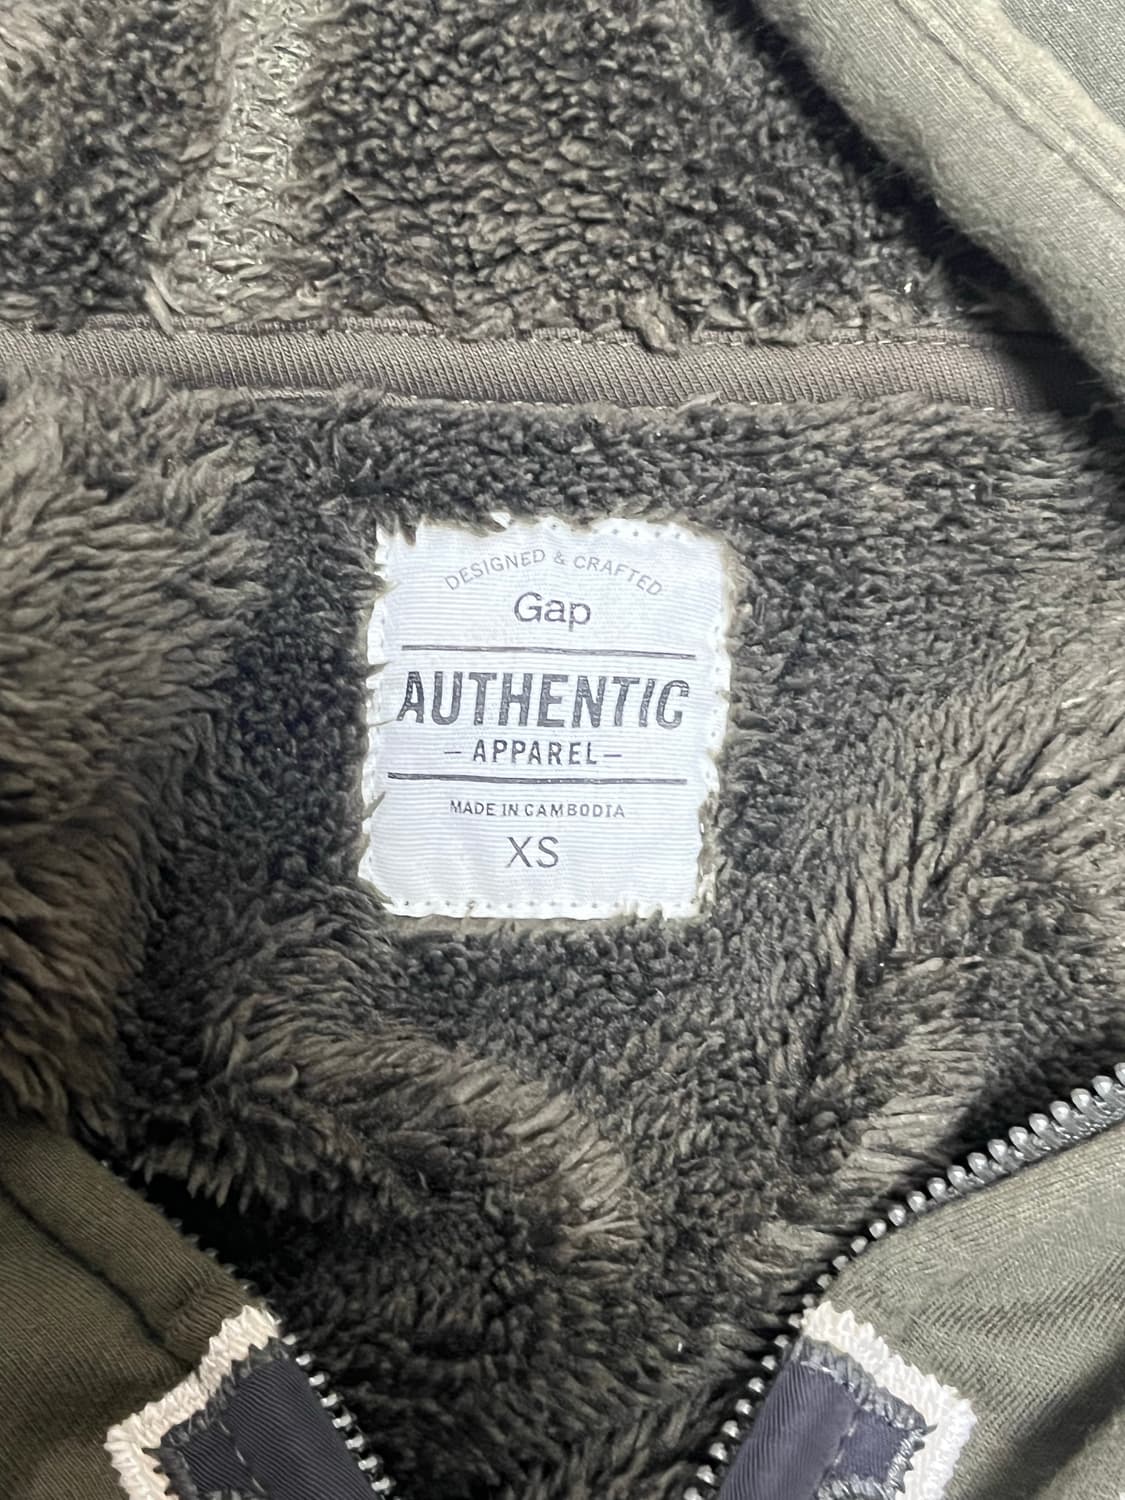 DESIGNED & CRAFTED
Gap
AUTHENTIC
– APPAREL –
MADE IN CAMBODIA
XS